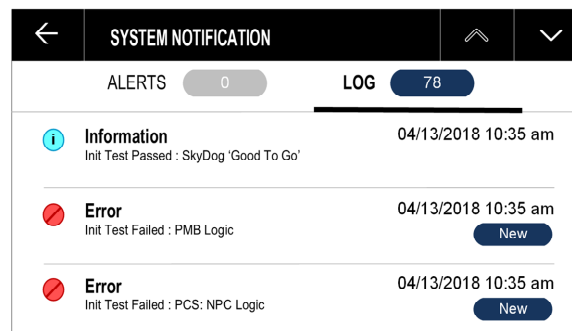 SYSTEM NOTIFICATION
ALERTS 0 LOG 78
Information 04/13/2018 10:35 am
Init Test Passed : SkyDog ‘Good To Go’
Error 04/13/2018 10:35 am
Init Test Failed : PMB Logic New
Error 04/13/2018 10:35 am
Init Test Failed : PCS: NPC Logic New